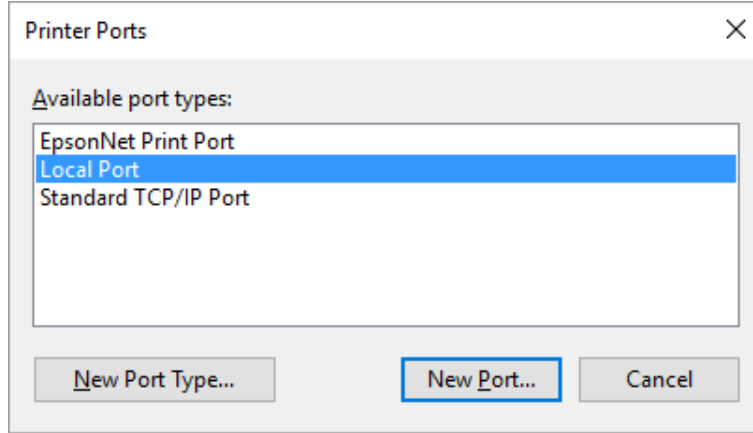 Printer Ports
Available port types:
EpsonNet Print Port
Local Port
Standard TCP/IP Port
New Port Type... New Port... Cancel